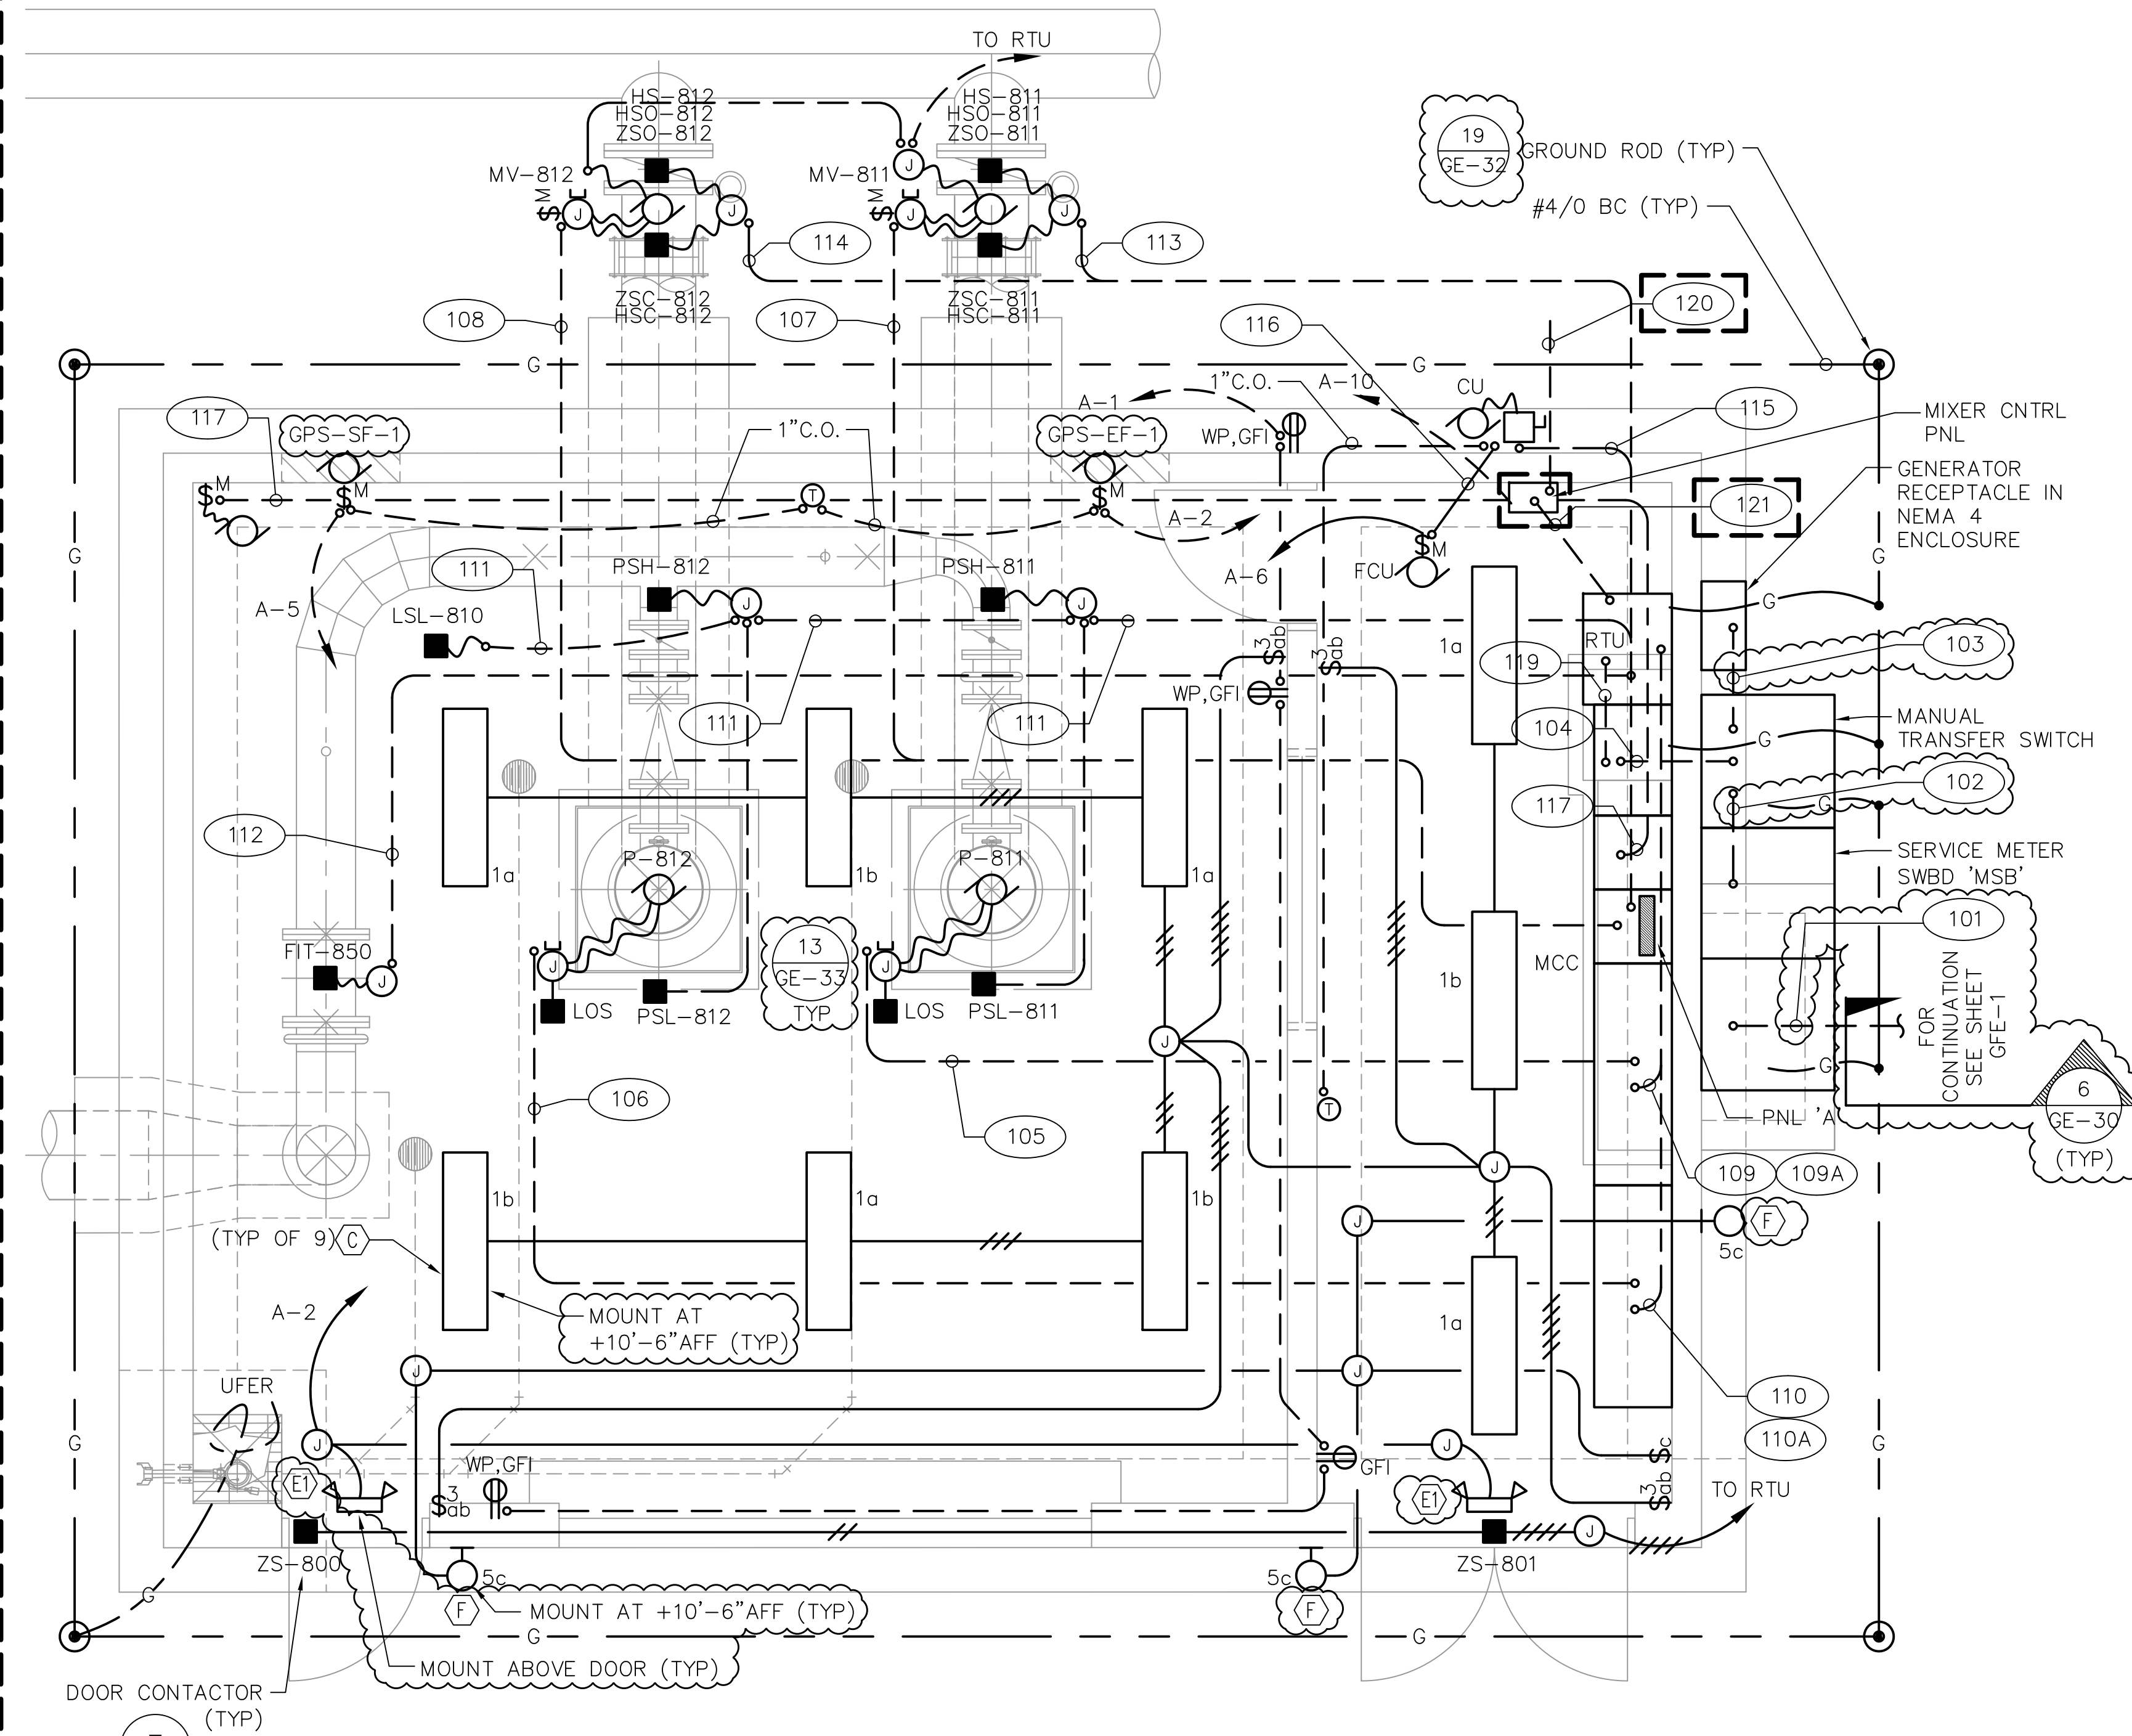 TO RTU
HS-812
HSO-812
ZSO-812
HS-811
HSO-811
ZSO-811
19
GE-32
GROUND ROD (TYP)
#4/0 BC (TYP)
MV-812
MV-811
$M
$M
J
J
J
J
J
114
113
ZSC-812
HSC-812
ZSC-811
HSC-811
108
107
116
120
G
G
117
GPS-SF-1
1"C.O.
A-1
GPS-EF-1
WP,GFI
1"C.O.
A-10
CU
115
MIXER CNTRL
PNL
GENERATOR
RECEPTACLE IN
NEMA 4
ENCLOSURE
$M
$M
T
$M
A-2
121
G
G
111
PSH-812
PSH-811
A-6
$M
FCU
A-5
LSL-810
J
J
G
1a
RTU
$3ab
$3ab
119
103
WP,GFI
111
111
104
G
MANUAL
TRANSFER SWITCH
117
102
G
112
P-812
P-811
1a
1b
1a
SERVICE METER
SWBD 'MSB'
101
FIT-850
J
13
GE-33
TYP
J
LOS
PSL-812
J
LOS
PSL-811
1b
MCC
FOR
CONTINUATION
SEE SHEET
GFE-1
J
G
6
GE-30
(TYP)
106
105
T
PNL 'A'
109
109A
J
1b
1a
1b
J
F
5c
(TYP OF 9)
C
A-2
MOUNT AT
+10'-6"AFF (TYP)
1a
J
J
UFER
110
110A
G
G
J
J
E1
WP,GFI
$3ab
GFI
E1
$c
$3ab
TO RTU
J
ZS-800
ZS-801
G
5c
F
MOUNT AT +10'-6"AFF (TYP)
5c
F
G
G
MOUNT ABOVE DOOR (TYP)
DOOR CONTACTOR
(TYP)